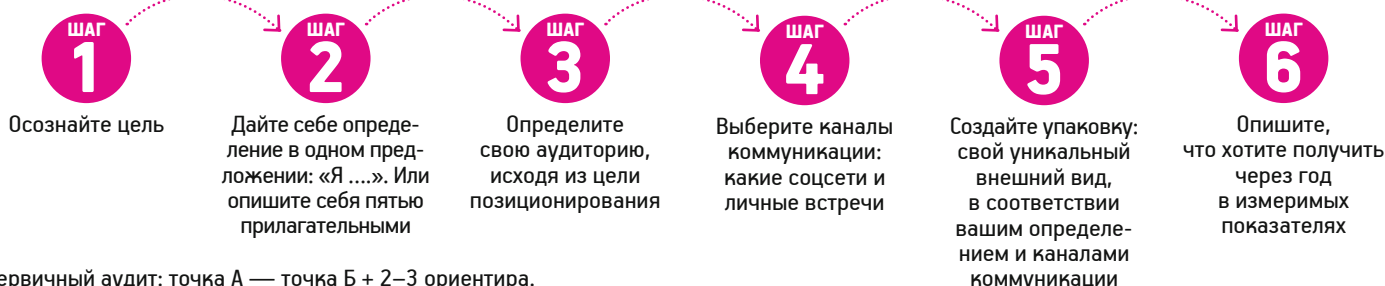 ШАГ
1
Осознайте цель
ШАГ
2
Дайте себе опреде-
ление в одном пред-
ложении: «Я ....». Или
опишите себя пятью
прилагательными
ШАГ
3
Определите
свою аудиторию,
исходя из цели
позиционирования
ШАГ
4
Выберите каналы
коммуникации:
какие соцсети и
личные встречи
ШАГ
5
Создайте упаковку:
свой уникальный
внешний вид,
в соответствии
вашим определе-
нием и каналами
коммуникации
ШАГ
6
Опишите,
что хотите получить
через год
в измеримых
показателях
ервичный аудит: точка А — точка Б + 2–3 ориентира.